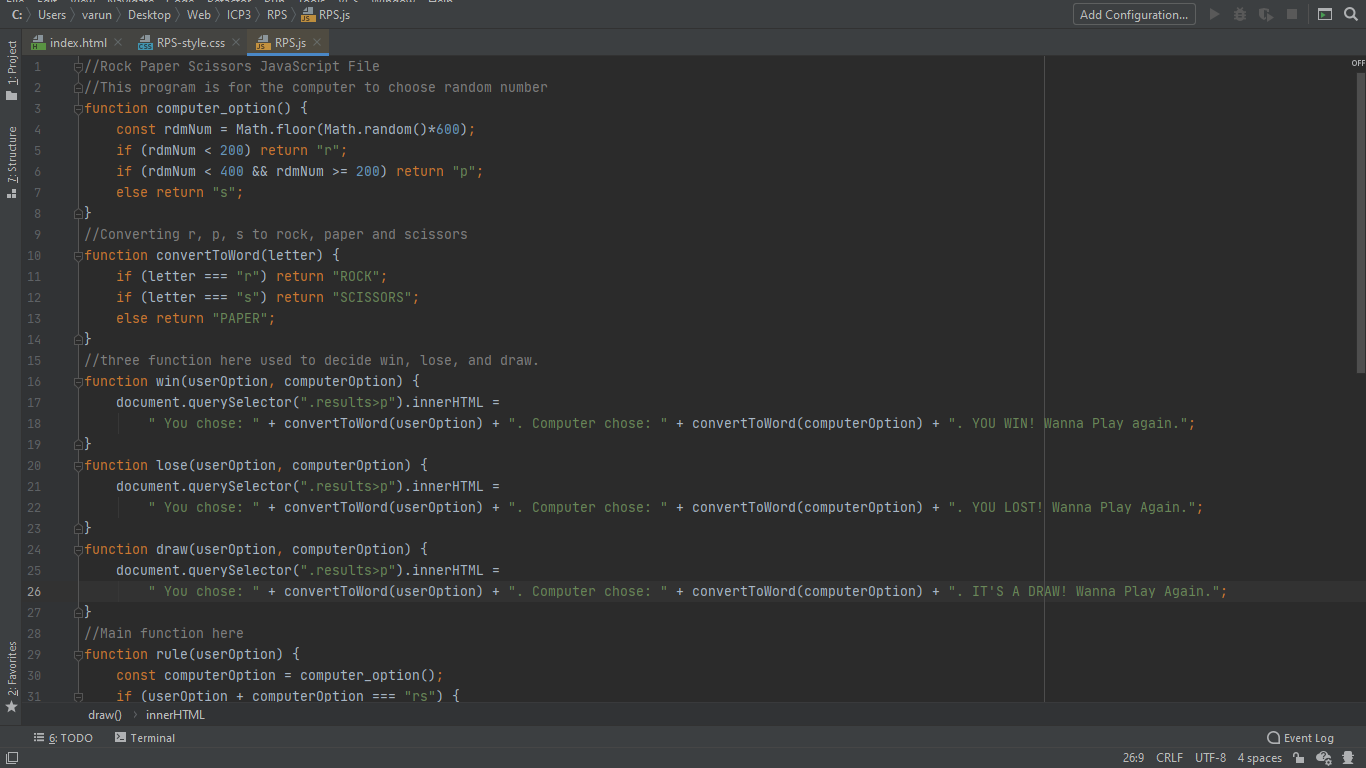 C: Users varun Desktop Web ICP3 RPS RPS.js Add Configuration...
index.html RPS-style.css RPS.js
1: Project
7: Structure
2: Favorites
OFF
1 //Rock Paper Scissors JavaScript File
2 //This program is for the computer to choose random number
3 function computer_option() {
4 const rdmNum = Math.floor(Math.random()*600);
5 if (rdmNum < 200) return "r";
6 if (rdmNum < 400 && rdmNum >= 200) return "p";
7 else return "s";
8 }
9 //Converting r, p, s to rock, paper and scissors
10 function convertToWord(letter) {
11 if (letter === "r") return "ROCK";
12 if (letter === "s") return "SCISSORS";
13 else return "PAPER";
14 }
15 //three function here used to decide win, lose, and draw.
16 function win(userOption, computerOption) {
17 document.querySelector(".results>p").innerHTML =
18 " You chose: " + convertToWord(userOption) + ". Computer chose: " + convertToWord(computerOption) + ". YOU WIN! Wanna Play again.";
19 }
20 function lose(userOption, computerOption) {
21 document.querySelector(".results>p").innerHTML =
22 " You chose: " + convertToWord(userOption) + ". Computer chose: " + convertToWord(computerOption) + ". YOU LOST! Wanna Play Again.";
23 }
24 function draw(userOption, computerOption) {
25 document.querySelector(".results>p").innerHTML =
26 " You chose: " + convertToWord(userOption) + ". Computer chose: " + convertToWord(computerOption) + ". IT'S A DRAW! Wanna Play Again.";
27 }
28 //Main function here
29 function rule(userOption) {
30 const computerOption = computer_option();
31 if (userOption + computerOption === "rs") {
draw() innerHTML
6: TODO Terminal Event Log
26:9 CRLF UTF-8 4 spaces